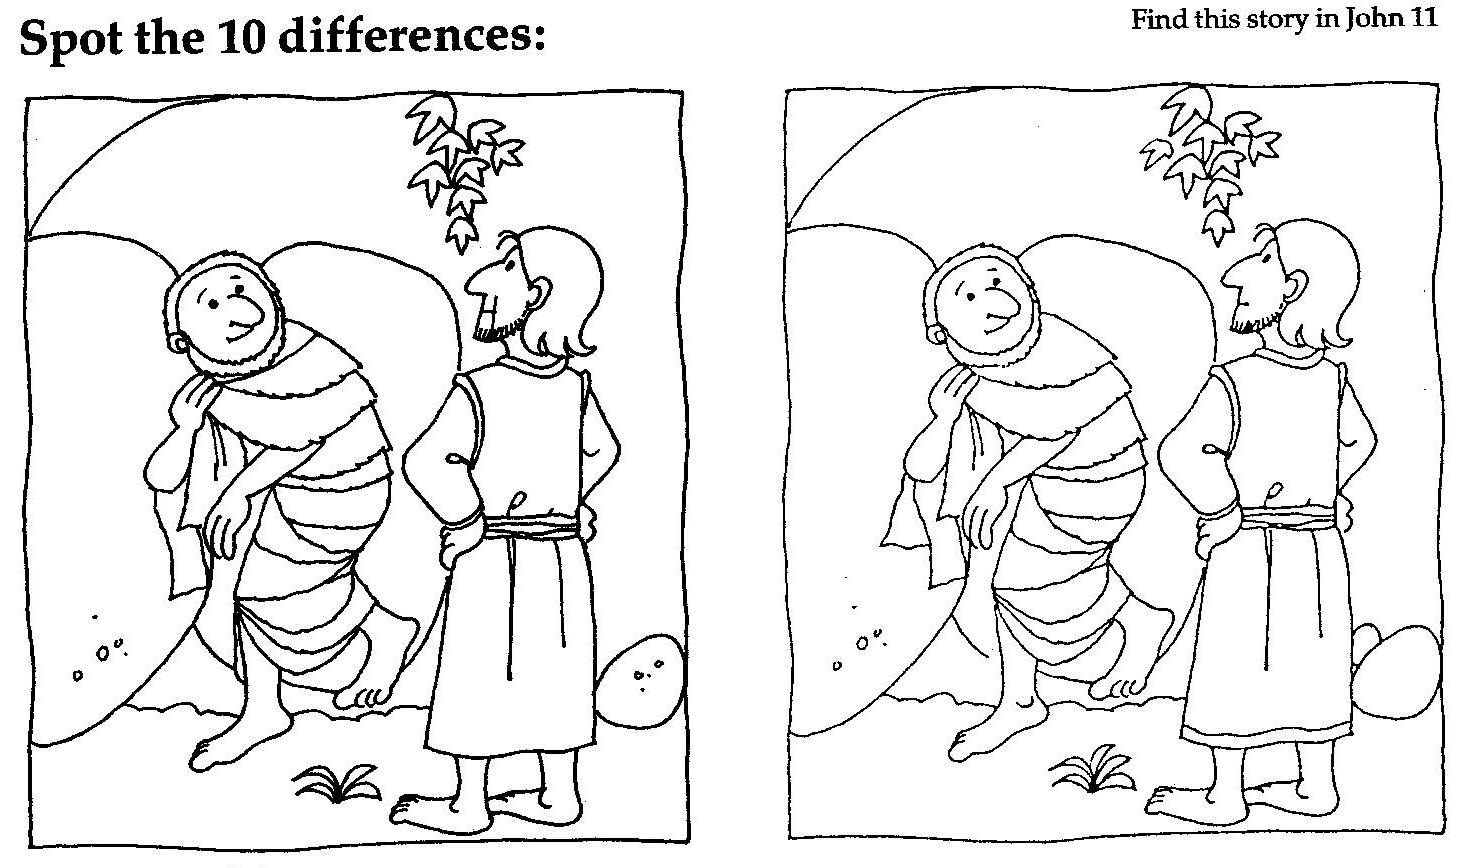 Spot the 10 differences:
Find this story in John 11